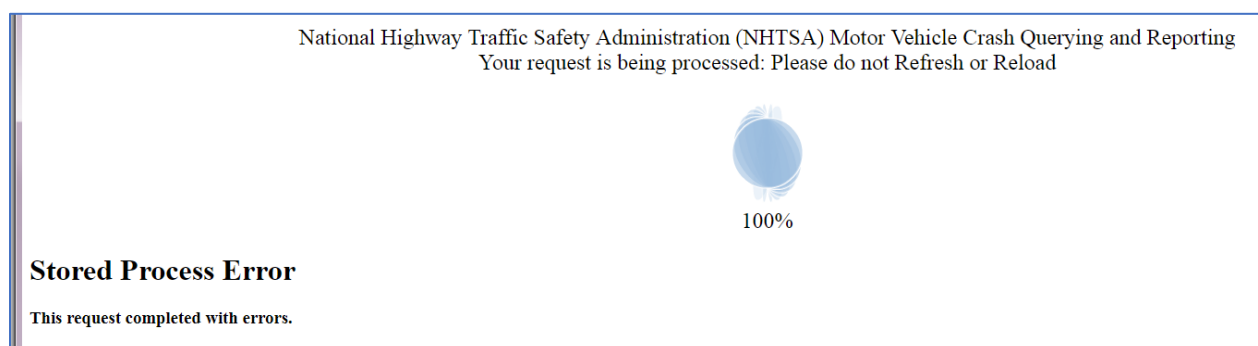 National Highway Traffic Safety Administration (NHTSA) Motor Vehicle Crash Querying and Reporting
Your request is being processed: Please do not Refresh or Reload
100%
Stored Process Error
This request completed with errors.